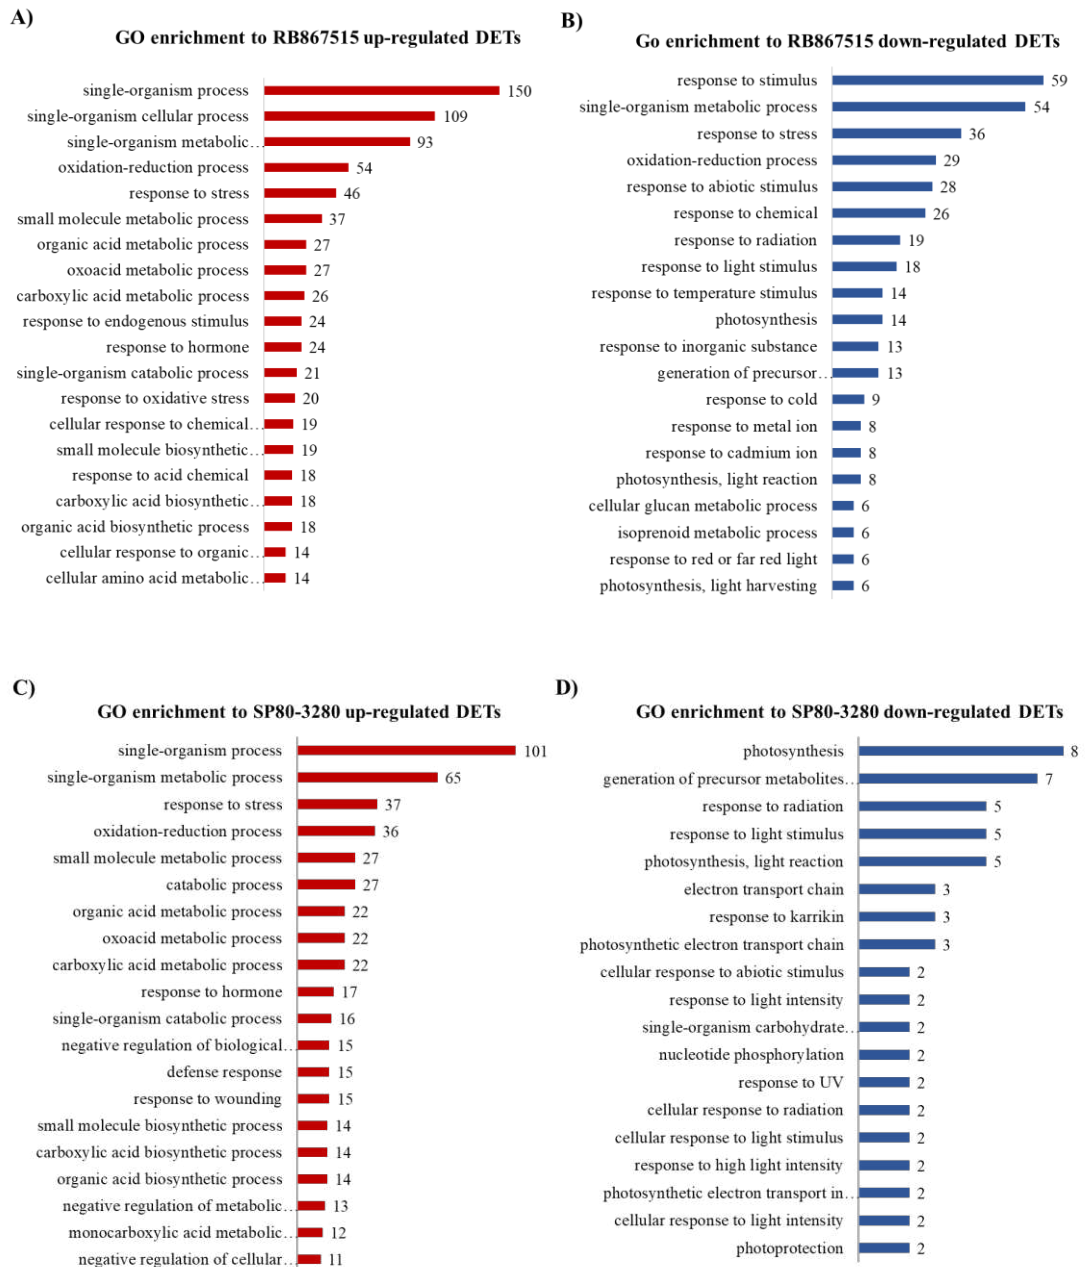 A)
GO enrichment to RB867515 up-regulated DETs
single-organism process 150
single-organism cellular process 109
single-organism metabolic… 93
oxidation-reduction process 54
response to stress 46
small molecule metabolic process 37
organic acid metabolic process 27
oxoacid metabolic process 27
carboxylic acid metabolic process 26
response to endogenous stimulus 24
response to hormone 24
single-organism catabolic process 21
response to oxidative stress 20
cellular response to chemical… 19
small molecule biosynthetic… 19
response to acid chemical 18
carboxylic acid biosynthetic… 18
organic acid biosynthetic process 18
cellular response to organic… 14
cellular amino acid metabolic… 14
B)
Go enrichment to RB867515 down-regulated DETs
response to stimulus 59
single-organism metabolic process 54
response to stress 36
oxidation-reduction process 29
response to abiotic stimulus 28
response to chemical 26
response to radiation 19
response to light stimulus 18
response to temperature stimulus 14
photosynthesis 14
response to inorganic substance 13
generation of precursor… 13
response to cold 9
response to metal ion 8
response to cadmium ion 8
photosynthesis, light reaction 8
cellular glucan metabolic process 6
isoprenoid metabolic process 6
response to red or far red light 6
photosynthesis, light harvesting 6
C)
GO enrichment to SP80-3280 up-regulated DETs
single-organism process 101
single-organism metabolic process 65
response to stress 37
oxidation-reduction process 36
small molecule metabolic process 27
catabolic process 27
organic acid metabolic process 22
oxoacid metabolic process 22
carboxylic acid metabolic process 22
response to hormone 17
single-organism catabolic process 16
negative regulation of biological… 15
defense response 15
response to wounding 15
small molecule biosynthetic process 14
carboxylic acid biosynthetic process 14
organic acid biosynthetic process 14
negative regulation of metabolic… 13
monocarboxylic acid metabolic… 12
negative regulation of cellular… 11
D)
GO enrichment to SP80-3280 down-regulated DETs
photosynthesis 8
generation of precursor metabolites… 7
response to radiation 5
response to light stimulus 5
photosynthesis, light reaction 5
electron transport chain 3
response to karrikin 3
photosynthetic electron transport chain 3
cellular response to abiotic stimulus 2
response to light intensity 2
single-organism carbohydrate… 2
nucleotide phosphorylation 2
response to UV 2
cellular response to radiation 2
cellular response to light stimulus 2
response to high light intensity 2
photosynthetic electron transport in… 2
cellular response to light intensity 2
photoprotection 2